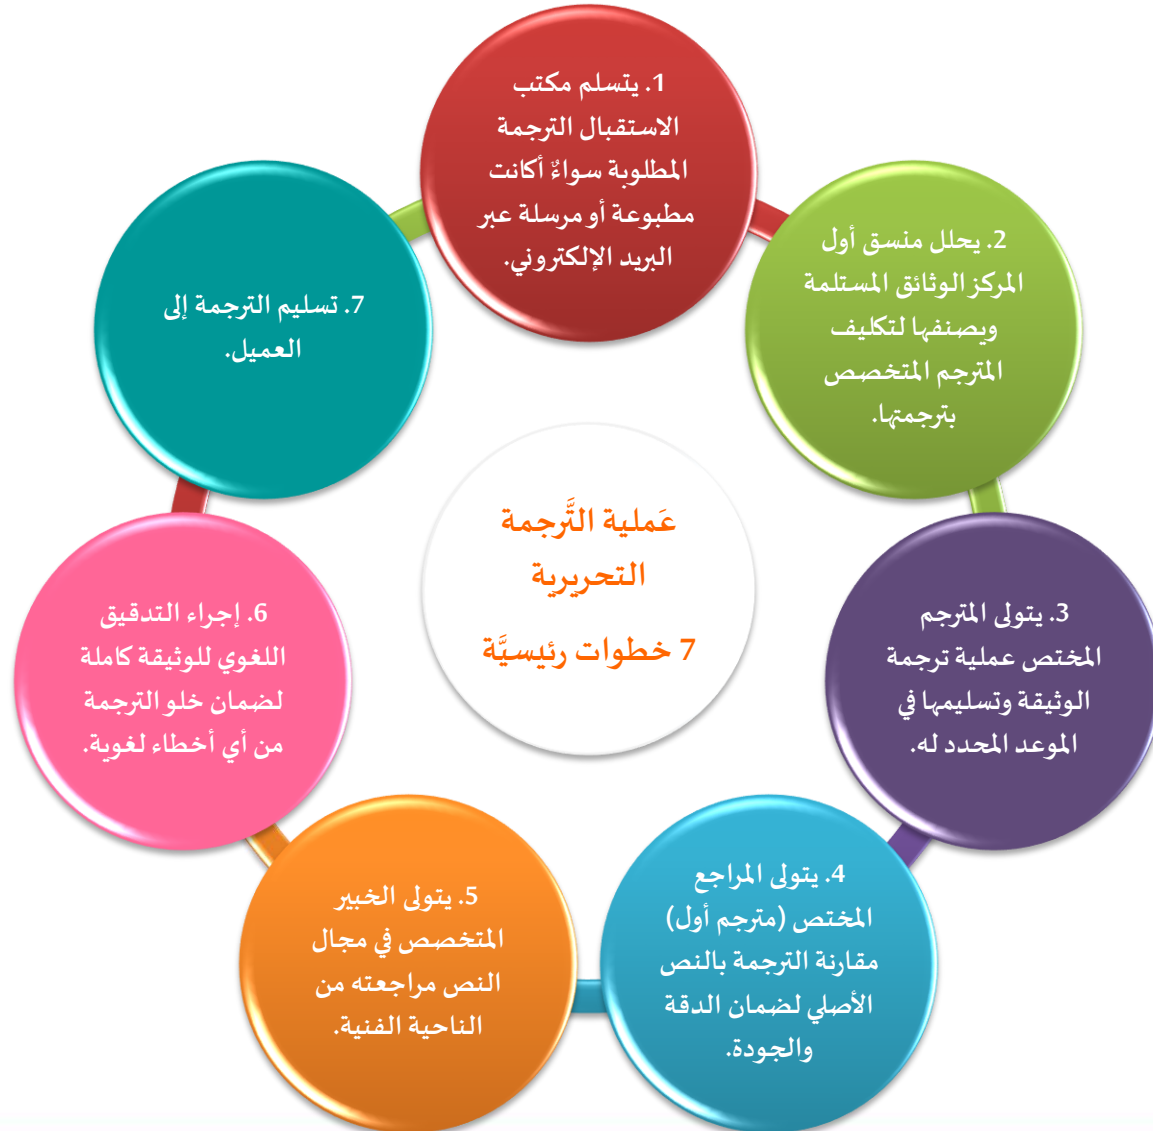 عَملية التَّرجمة
التحريرية
7 خطوات رئيسيَّة
1. يتسلم مكتب
الاستقبال الترجمة
المطلوبة سواءٌ أكانت
مطبوعة أو مرسلة عبر
البريد الإلكتروني.
2. يحلل منسق أول
المركز الوثائق المستلمة
ويصنفها لتكليف
المترجم المتخصص
بترجمتها.
3. يتولى المترجم
المختص عملية ترجمة
الوثيقة وتسليمها في
الموعد المحدد له.
4. يتولى المراجع
المختص (مترجم أول)
مقارنة الترجمة بالنص
الأصلي لضمان الدقة
والجودة.
5. يتولى الخبير
المتخصص في مجال
النص مراجعته من
الناحية الفنية.
6. إجراء التدقيق
اللغوي للوثيقة كاملة
لضمان خلو الترجمة
من أي أخطاء لغوية.
7. تسليم الترجمة إلى
العميل.